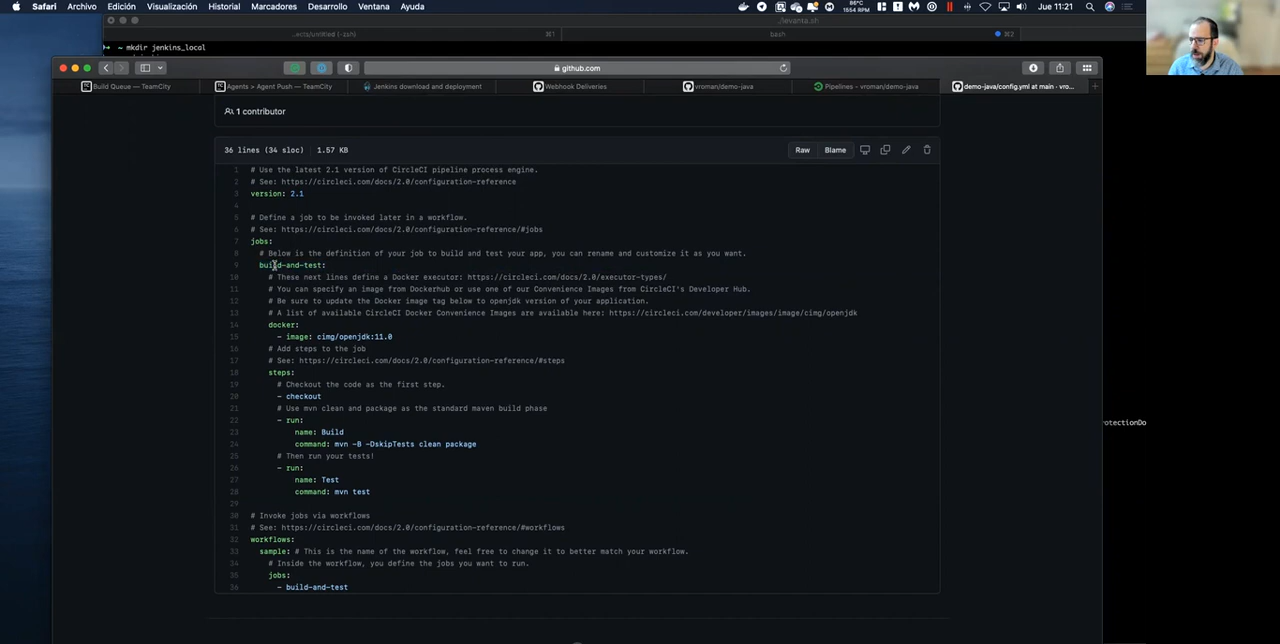 Safari Archivo Edición Visualización Historial Marcadores Desarrollo Ventana Ayuda
86°C
1554 RPM
Jue 11:21
../levanta.sh
..ects/untitled (-zsh) ⌘1 bash ⌘2
~ mkdir jenkins_local
github.com
Build Queue — TeamCity
Agents > Agent Push — TeamCity
Jenkins download and deployment
Webhook Deliveries
vroman/demo-java
Pipelines - vroman/demo-java
demo-java/config.yml at main · vro...
1 contributor
36 lines (34 sloc) 1.57 KB Raw Blame
1 # Use the latest 2.1 version of CircleCI pipeline process engine.
2 # See: https://circleci.com/docs/2.0/configuration-reference
3 version: 2.1
4
5 # Define a job to be invoked later in a workflow.
6 # See: https://circleci.com/docs/2.0/configuration-reference/#jobs
7 jobs:
8 # Below is the definition of your job to build and test your app, you can rename and customize it as you want.
9 build-and-test:
10 # These next lines define a Docker executor: https://circleci.com/docs/2.0/executor-types/
11 # You can specify an image from Dockerhub or use one of our Convenience Images from CircleCI's Developer Hub.
12 # Be sure to update the Docker image tag below to openjdk version of your application.
13 # A list of available CircleCI Docker Convenience Images are available here: https://circleci.com/developer/images/image/cimg/openjdk
14 docker:
15 - image: cimg/openjdk:11.0
16 # Add steps to the job
17 # See: https://circleci.com/docs/2.0/configuration-reference/#steps
18 steps:
19 # Checkout the code as the first step.
20 - checkout
21 # Use mvn clean and package as the standard maven build phase
22 - run:
23 name: Build
24 command: mvn -B -DskipTests clean package
25 # Then run your tests!
26 - run:
27 name: Test
28 command: mvn test
29
30 # Invoke jobs via workflows
31 # See: https://circleci.com/docs/2.0/configuration-reference/#workflows
32 workflows:
33 sample: # This is the name of the workflow, feel free to change it to better match your workflow.
34 # Inside the workflow, you define the jobs you want to run.
35 jobs:
36 - build-and-test
rotectionDo